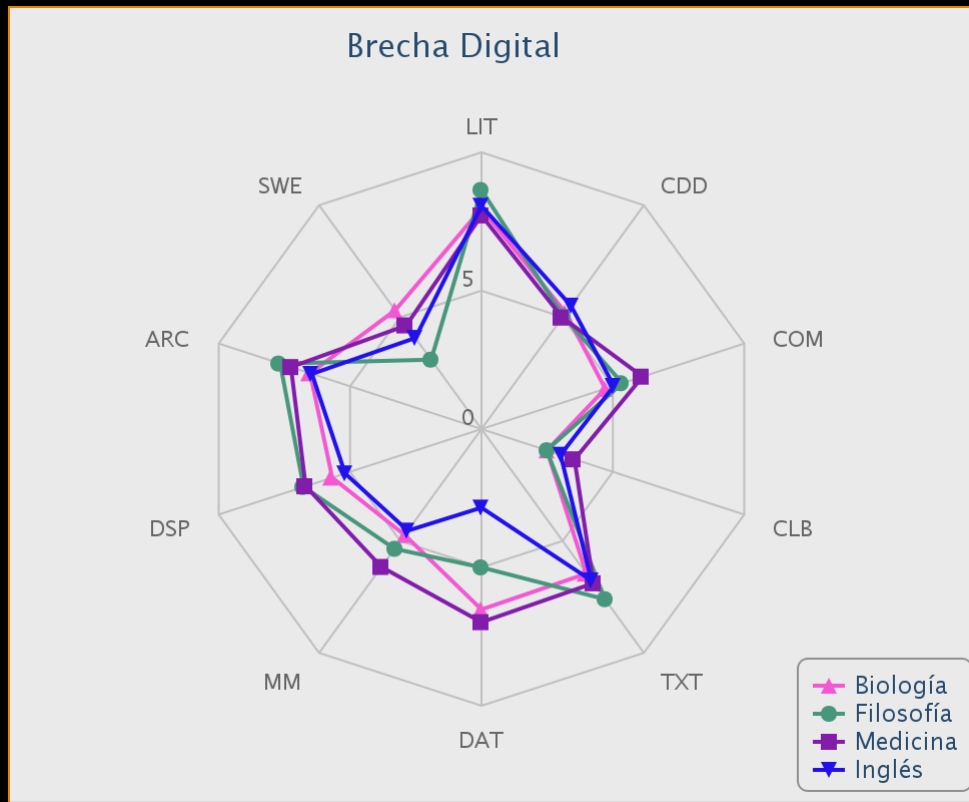 Brecha Digital
LIT
SWE
CDD
5
ARC
COM
0
DSP
CLB
MM
TXT
DAT
Biología
Filosofía
Medicina
Inglés